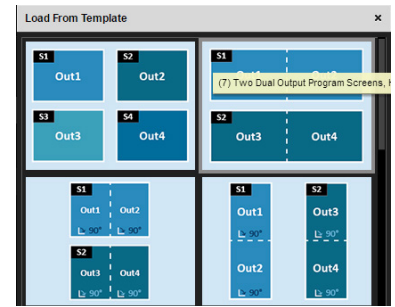 Load From Template ×
S1 S2
Out1 Out2
S3 S4
Out3 Out4
S1
(7) Two Dual Output Program Screens, H
S2
Out3 Out4
S1
Out1 Out2
90° 90°
S2
Out3 Out4
90° 90°
S1 S2
Out1 Out3
90° 90°
Out2 Out4
90° 90°